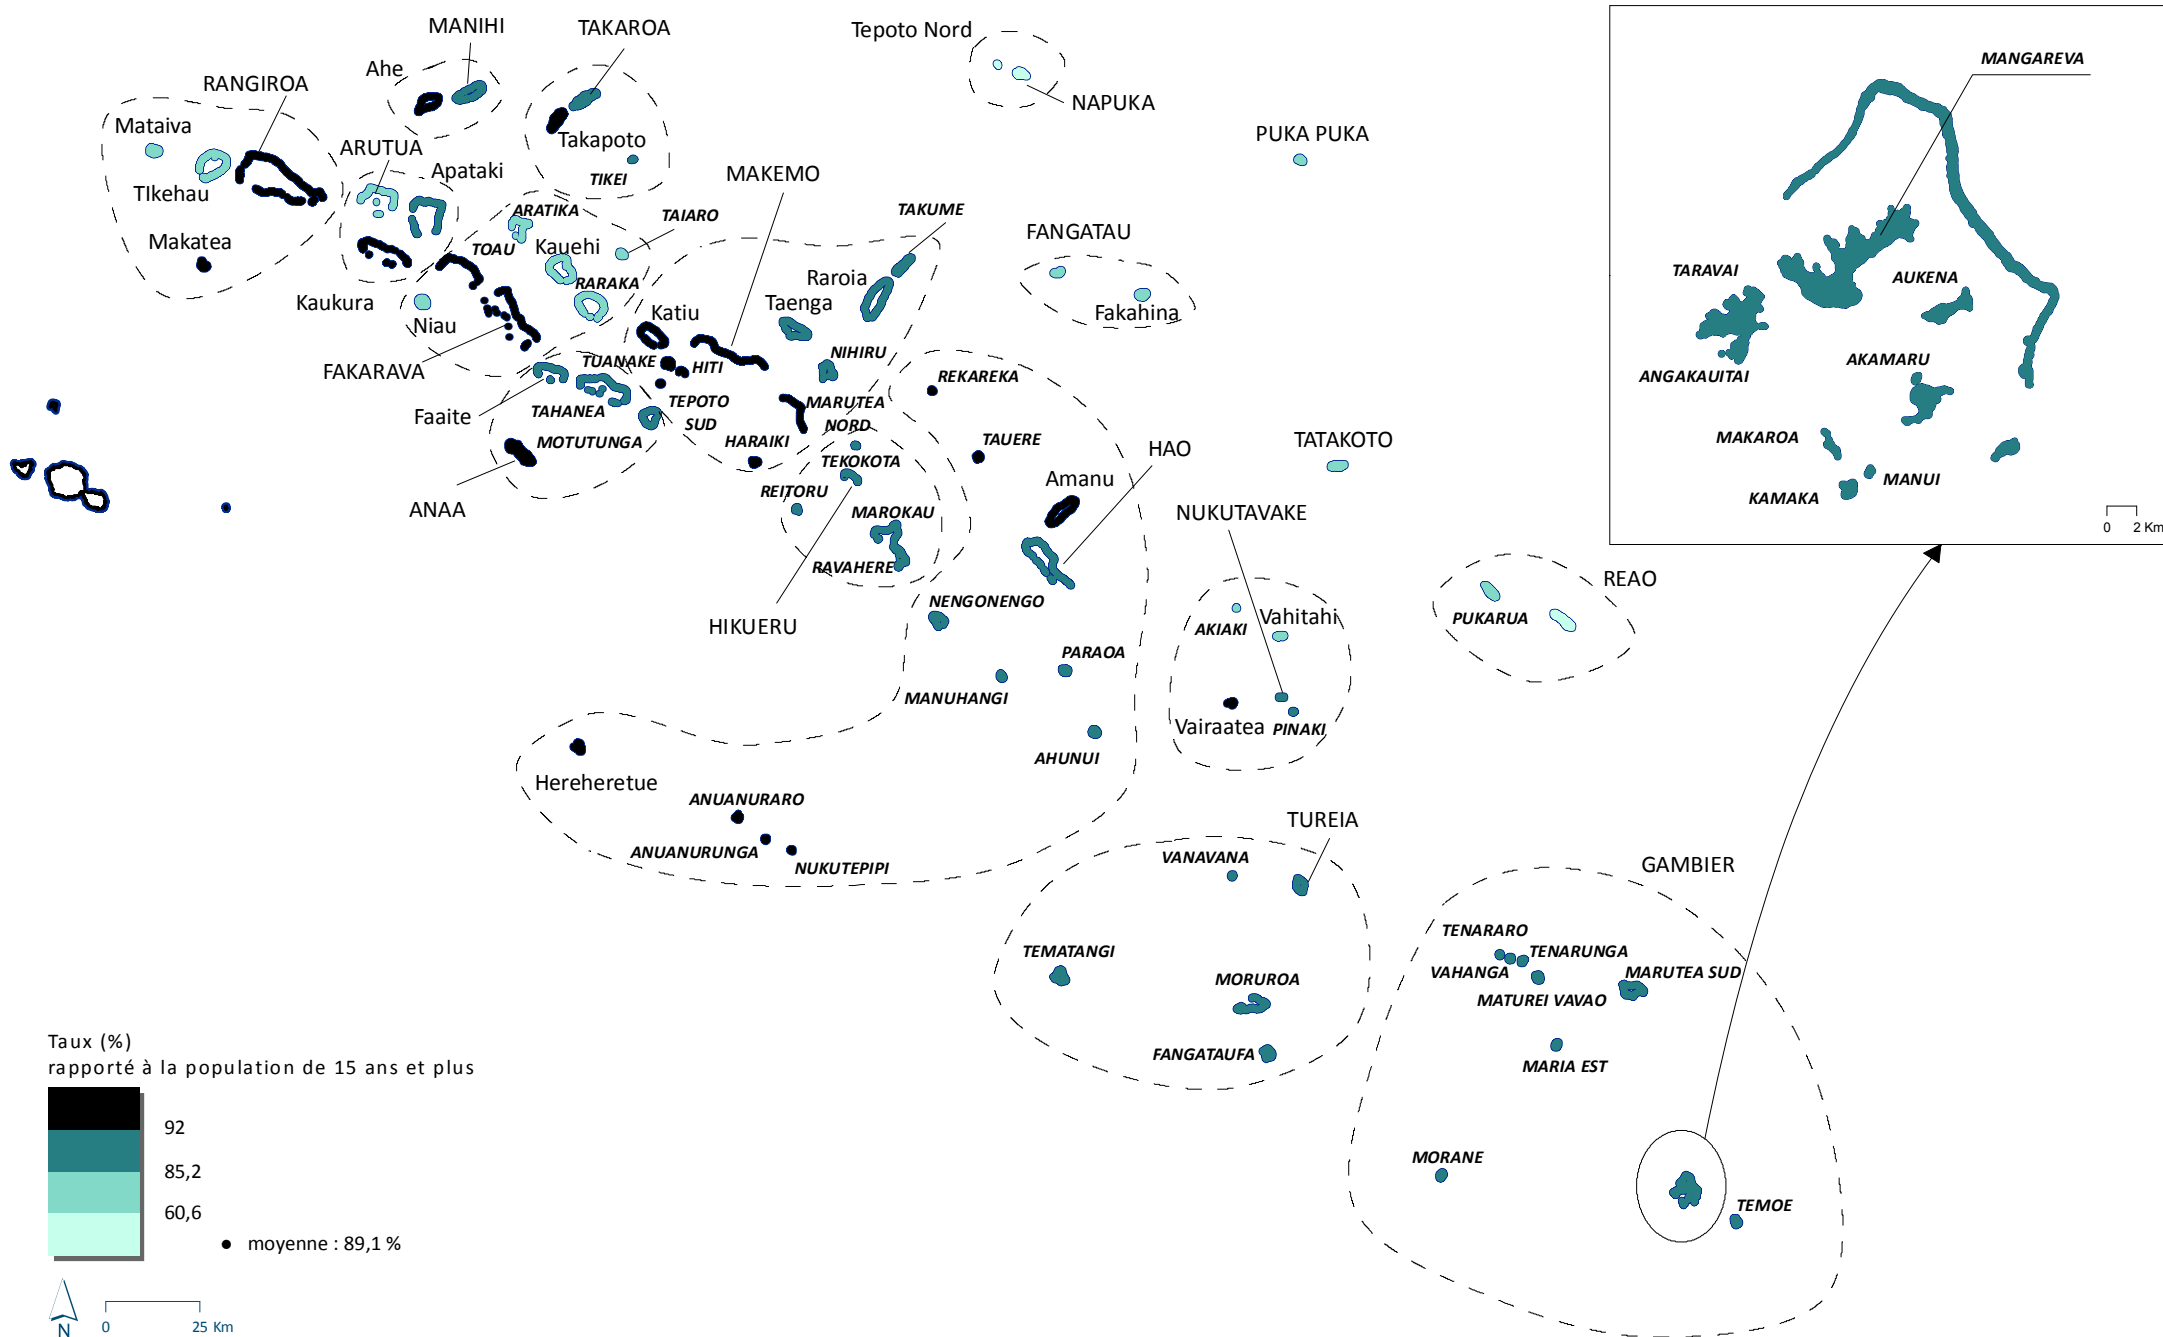 MANIHI
TAKAROA
Tepoto Nord
MANGAREVA
Ahe
RANGIROA
NAPUKA
Mataiva
ARUTUA
Takapoto
PUKA PUKA
Apataki
MAKEMO
TIkehau
TIKEI
ARATIKA
TAIARO
TAKUME
Makatea
TOAU
Kauehi
FANGATAU
Raroia
TARAVAI
AUKENA
RARAKA
Kaukura
Niau
Katiu
Taenga
Fakahina
FAKARAVA
TUANAKE
HITI
NIHIRU
REKAREKA
ANGAKAUITAI
AKAMARU
Faaite
TAHANEA
TEPOTO
SUD
MARUTEA
NORD
MOTUTUNGA
HARAIKI
TAUERE
HAO
TATAKOTO
MAKAROA
TEKOKOTA
Amanu
MANUI
KAMAKA
REITORU
ANAA
MAROKAU
NUKUTAVAKE
0 2 Km
RAVAHERE
REAO
NENGONENGO
HIKUERU
AKIAKI
Vahitahi
PUKARUA
PARAOA
MANUHANGI
Vairaatea
PINAKI
AHUNUI
Hereheretue
ANUANURARO
TUREIA
ANUANURUNGA
NUKUTEPIPI
VANAVANA
GAMBIER
TENARARO
TEMATANGI
TENARUNGA
VAHANGA
MARUTEA SUD
MORUROA
MATUREI VAVAO
FANGATAUFA
MARIA EST
MORANE
TEMOE
Taux (%)
rapporté à la population de 15 ans et plus
92
85,2
60,6
moyenne : 89,1 %
N
0 25 Km